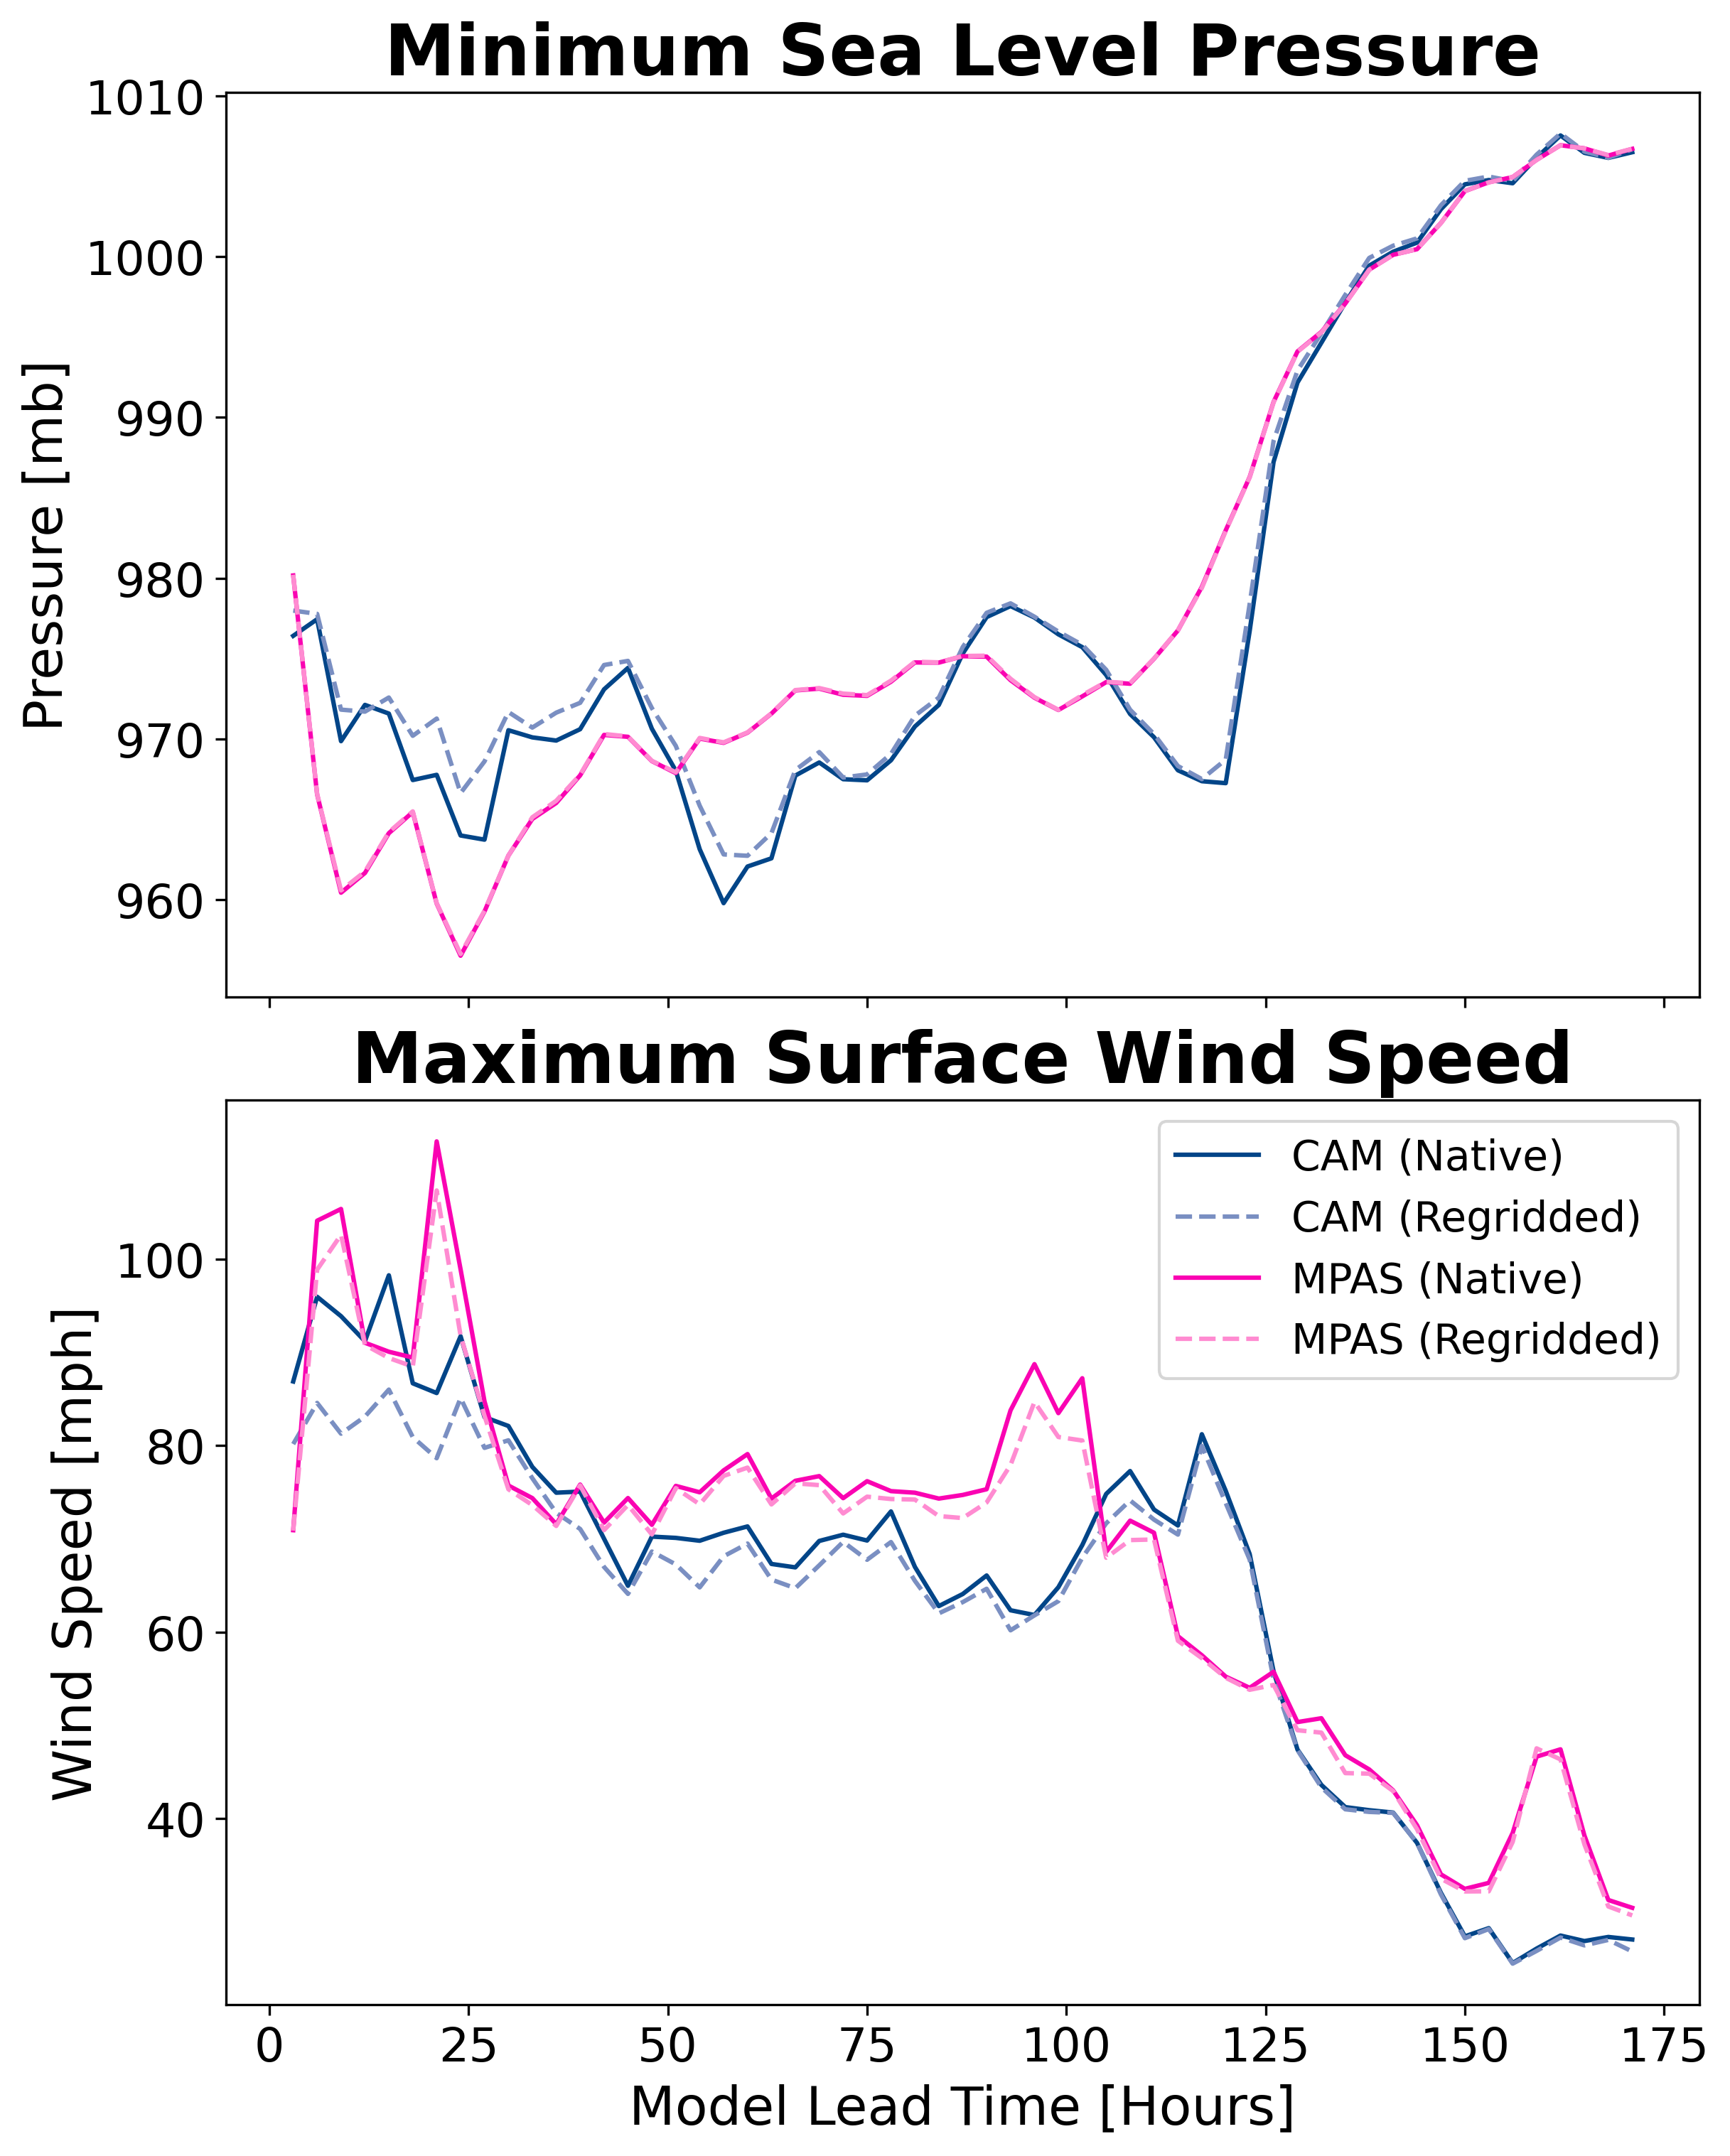 Minimum Sea Level Pressure
1010
1000
990
980
970
960
Pressure [mb]
Maximum Surface Wind Speed
CAM (Native)
CAM (Regridded)
MPAS (Native)
MPAS (Regridded)
100
80
60
40
Wind Speed [mph]
0 25 50 75 100 125 150 175
Model Lead Time [Hours]